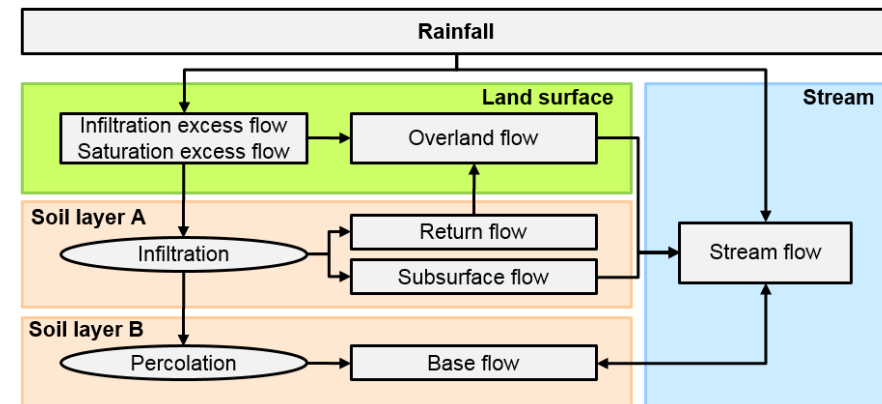 Rainfall
Land surface
Stream
Infiltration excess flow
Saturation excess flow
Overland flow
Soil layer A
Return flow
Infiltration
Stream flow
Subsurface flow
Soil layer B
Percolation
Base flow